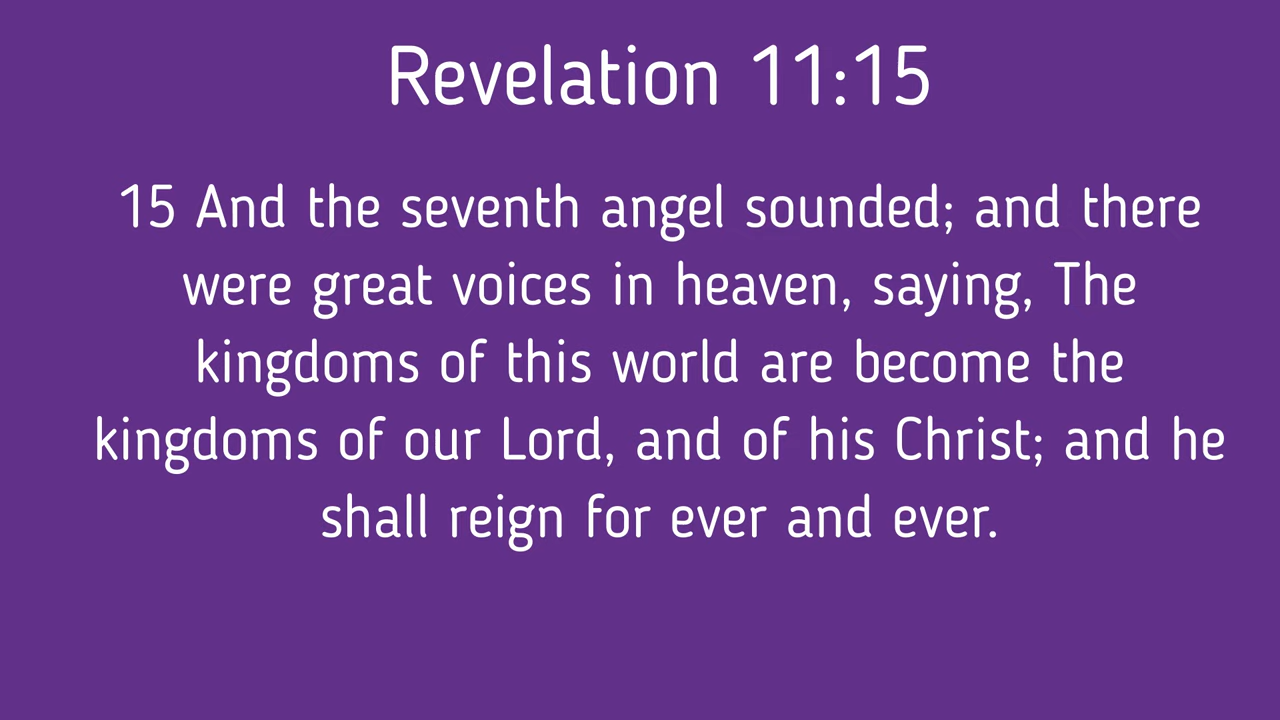 Revelation 11:15
15 And the seventh angel sounded; and there
were great voices in heaven, saying, The
kingdoms of this world are become the
kingdoms of our Lord, and of his Christ; and he
shall reign for ever and ever.